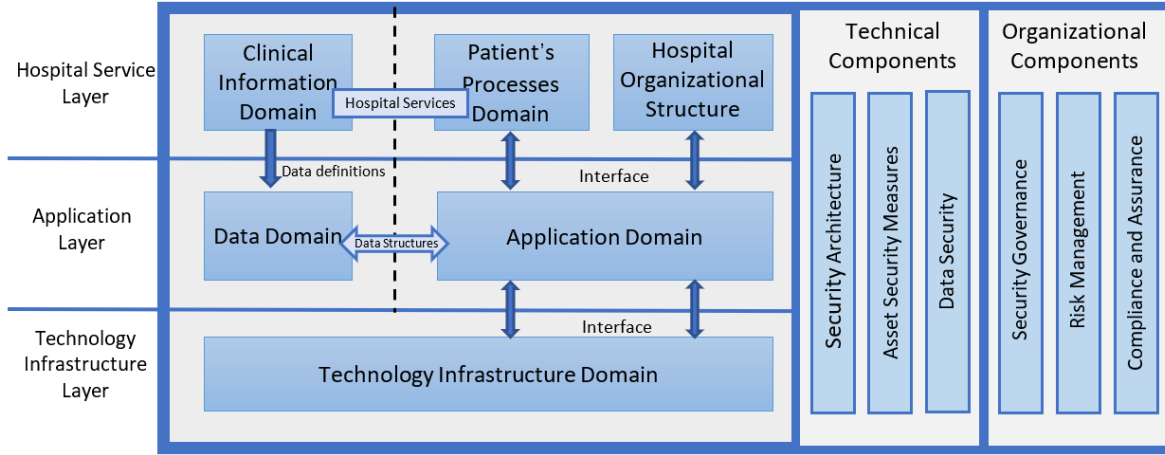 Hospital Service
Layer
Clinical
Information
Domain
Hospital Services
Patient's
Processes
Domain
Hospital
Organizational
Structure
Data definitions
Interface
Application
Layer
Data Domain
Data Structures
Application Domain
Interface
Technology
Infrastructure
Layer
Technology Infrastructure Domain
Technical
Components
Security Architecture
Asset Security Measures
Data Security
Organizational
Components
Security Governance
Risk Management
Compliance and Assurance